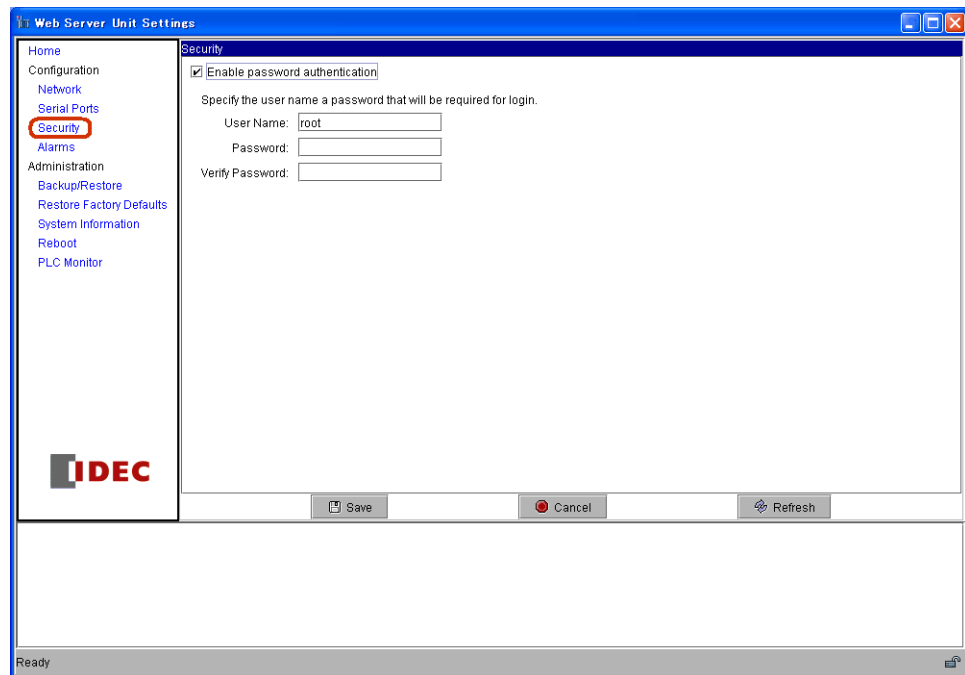 Web Server Unit Settings
Home
Configuration
Network
Serial Ports
Security
Alarms
Administration
Backup/Restore
Restore Factory Defaults
System Information
Reboot
PLC Monitor
IDEC
Security
Enable password authentication
Specify the user name a password that will be required for login.
User Name: root
Password:
Verify Password:
Save
Cancel
Refresh
Ready